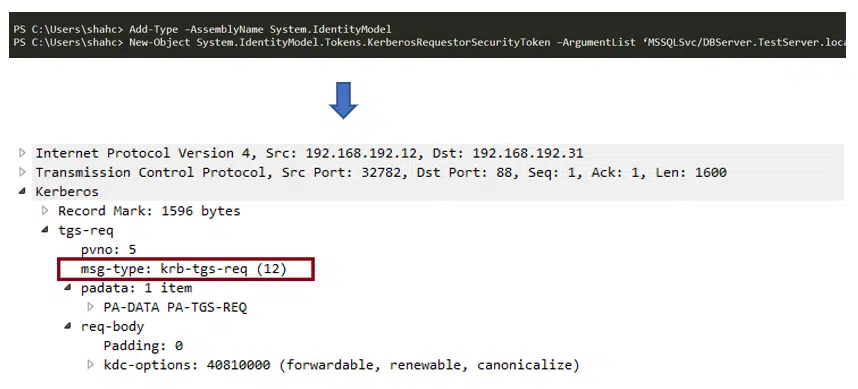 PS C:\Users\shahc> Add-Type –AssemblyName System.IdentityModel
PS C:\Users\shahc> New-Object System.IdentityModel.Tokens.KerberosRequestorSecurityToken –ArgumentList ‘MSSQLSvc/DBServer.TestServer.loca
Internet Protocol Version 4, Src: 192.168.192.12, Dst: 192.168.192.31
Transmission Control Protocol, Src Port: 32782, Dst Port: 88, Seq: 1, Ack: 1, Len: 1600
Kerberos
Record Mark: 1596 bytes
tgs-req
pvno: 5
msg-type: krb-tgs-req (12)
padata: 1 item
PA-DATA PA-TGS-REQ
req-body
Padding: 0
kdc-options: 40810000 (forwardable, renewable, canonicalize)